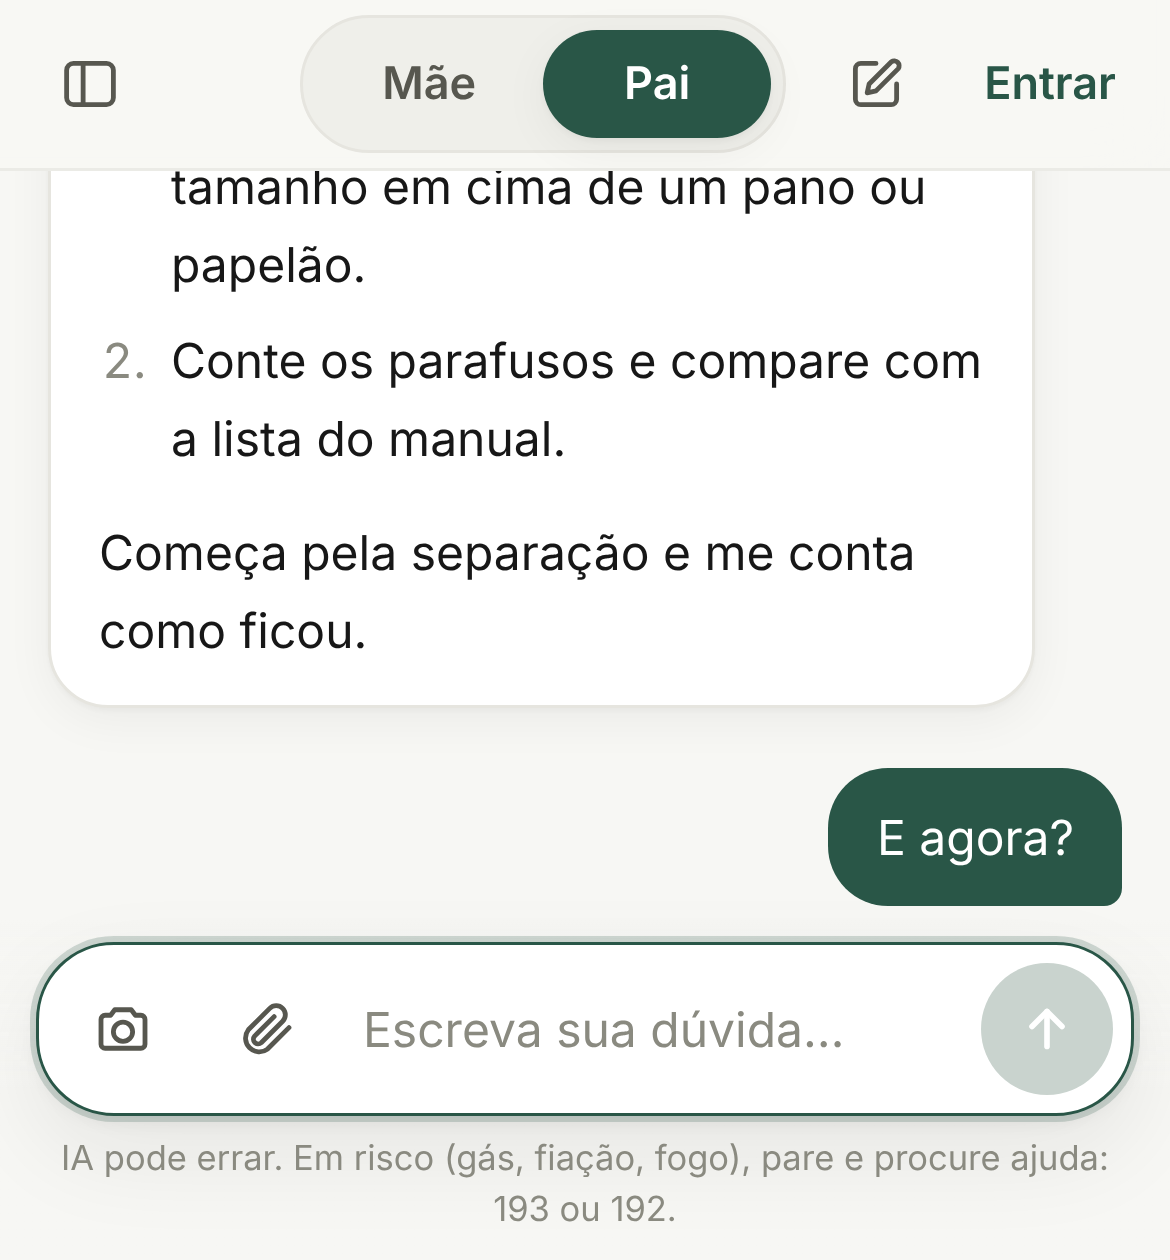 Mãe
Pai
Entrar
tamanho em cima de um pano ou
papelão.
2. Conte os parafusos e compare com
a lista do manual.
Começa pela separação e me conta
como ficou.
E agora?
Escreva sua dúvida...
IA pode errar. Em risco (gás, fiação, fogo), pare e procure ajuda:
193 ou 192.